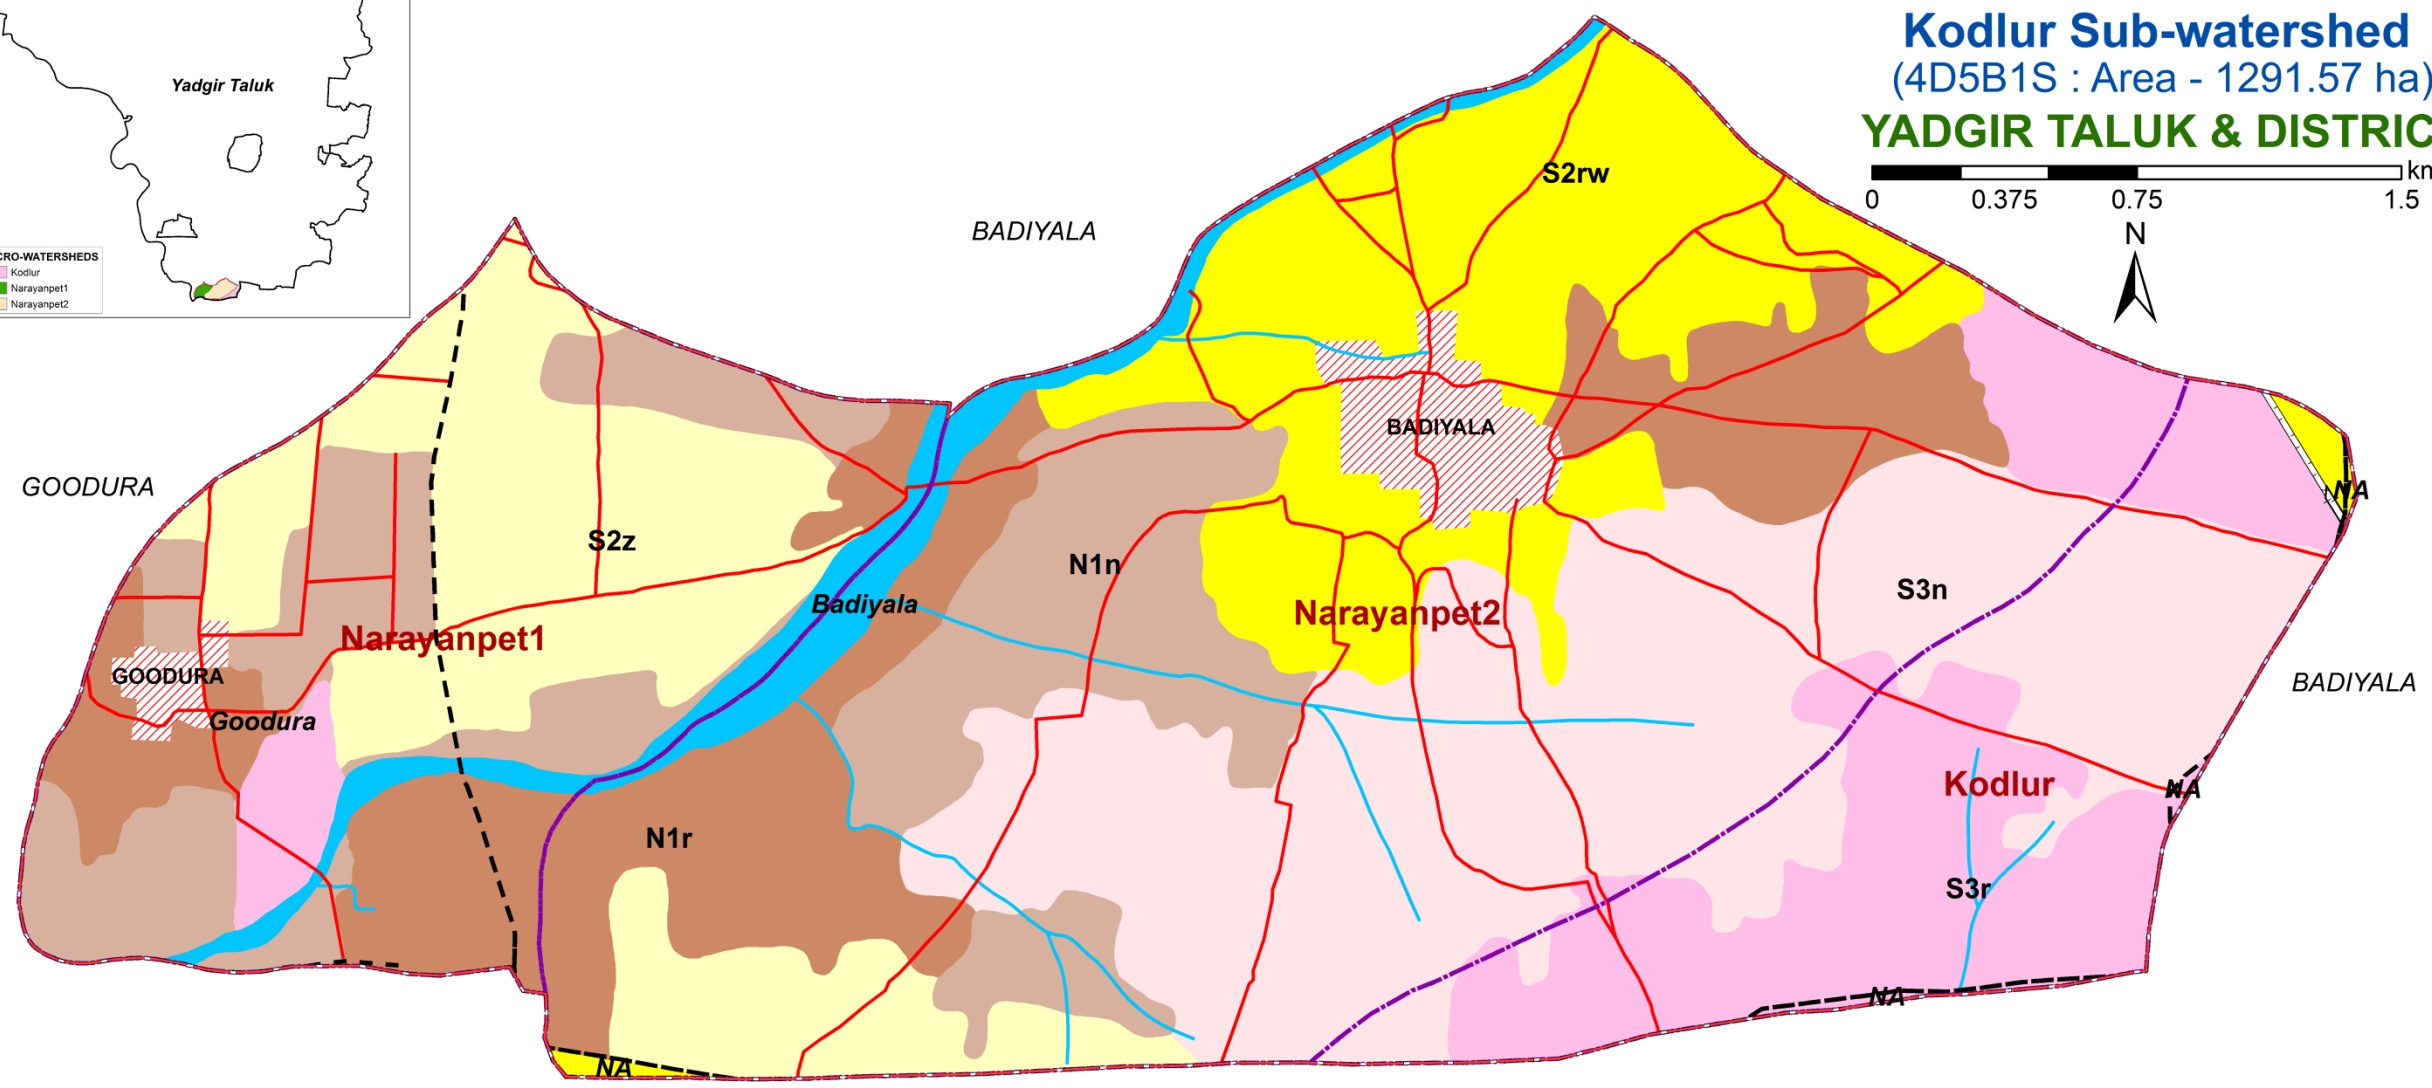 Kodlur Sub-watershed
(4D5B1S : Area - 1291.57 ha)
YADGIR TALUK & DISTRIC
km
0 0.375 0.75 1.5
N
Yadgir Taluk
CRO-WATERSHEDS
Kodlur
Narayanpet1
Narayanpet2
BADIYALA
S2rw
GOODURA
BADIYALA
NA
S2z
N1n
S3n
Badiyala
Narayanpet1
Narayanpet2
GOODURA
BADIYALA
Goodura
Kodlur
NA
N1r
S3r
NA
NA